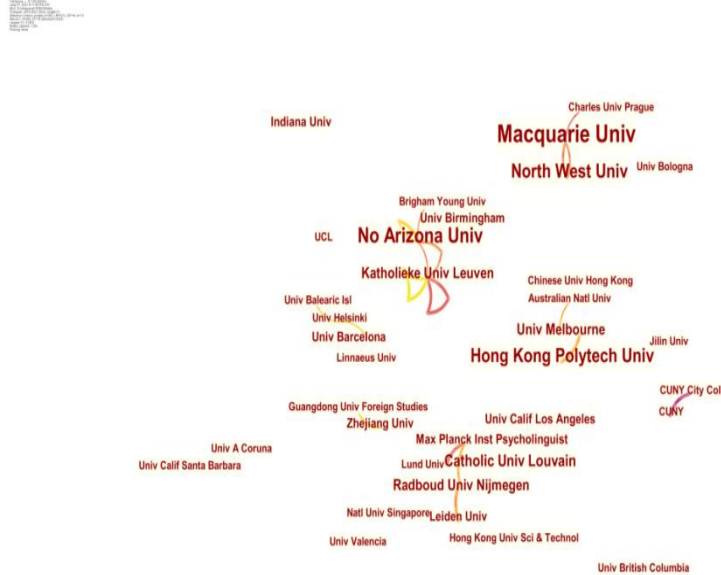 Charles Univ Prague
Indiana Univ
Macquarie Univ
North West Univ
Univ Bologna
Brigham Young Univ
Univ Birmingham
UCL
No Arizona Univ
Katholieke Univ Leuven
Chinese Univ Hong Kong
Australian Natl Univ
Univ Balearic Isl
Univ Helsinki
Univ Melbourne
Univ Barcelona
Jilin Univ
Linnaeus Univ
Hong Kong Polytech Univ
CUNY City Col
Guangdong Univ Foreign Studies
CUNY
Zhejiang Univ
Univ Calif Los Angeles
Max Planck Inst Psycholinguist
Univ A Coruna
Lund Univ
Catholic Univ Louvain
Univ Calif Santa Barbara
Radboud Univ Nijmegen
Natl Univ Singapore
Leiden Univ
Univ Valencia
Hong Kong Univ Sci & Technol
Univ British Columbia